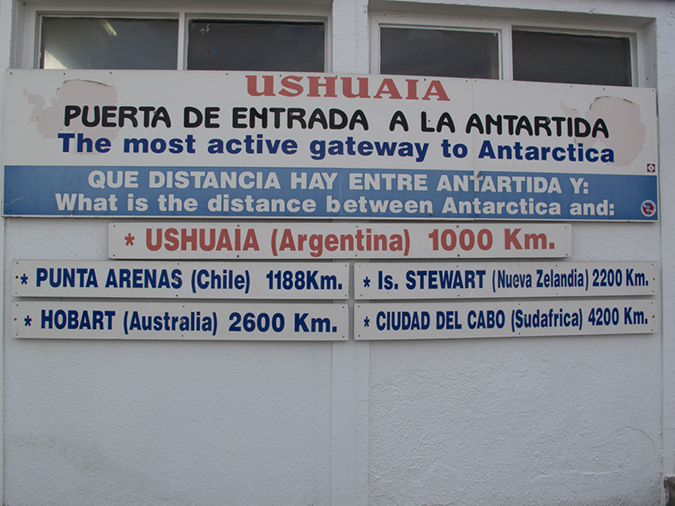 USHUAIA
PUERTA DE ENTRADA A LA ANTARTIDA
The most active gateway to Antarctica
QUE DISTANCIA HAY ENTRE ANTARTIDA Y:
What is the distance between Antarctica and:
* USHUAIA (Argentina) 1000 Km.
* PUNTA ARENAS (Chile) 1188Km.
* Is. STEWART (Nueva Zelandia) 2200 Km.
* HOBART (Australia) 2600 Km.
* CIUDAD DEL CABO (Sudafrica) 4200 Km.